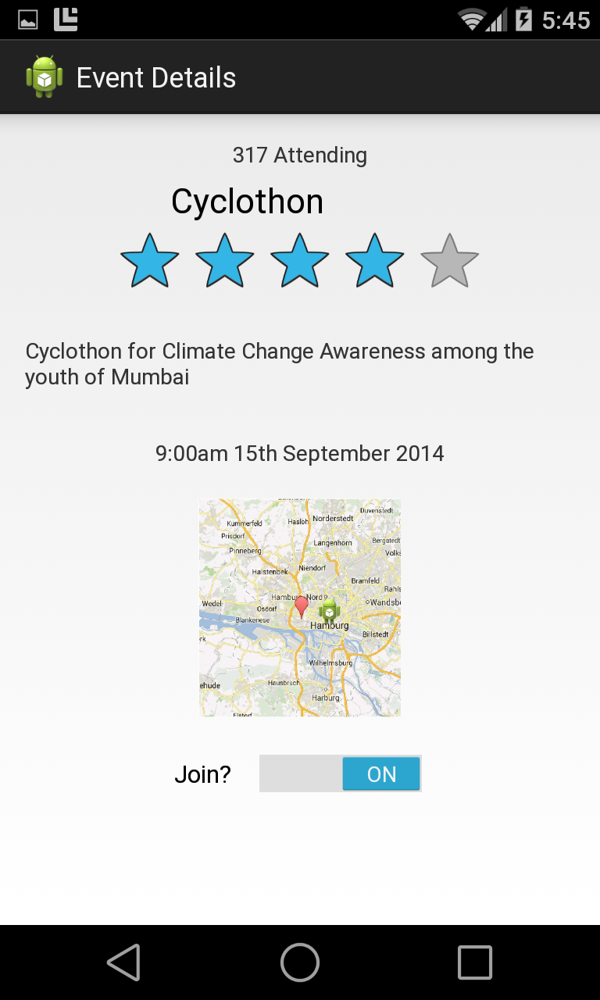 5:45
Event Details
317 Attending
Cyclothon
Cyclothon for Climate Change Awareness among the
youth of Mumbai
9:00am 15th September 2014
Duvenstedt
Hasloh Norderstedt
Kummerfeld
Prisdorf
Langenhorn
Bergstedt
Pinneberg
Volks
Halstenbek
Niendorf
Bramfeld
Rahls
Hamburg-Nord
Wedel
Osdorf
Wandsb
Blankenese
Hamburg
Billstedt
rk
Wilhelmsburg
ehude
Hausbruch
Harburg
Join?
ON